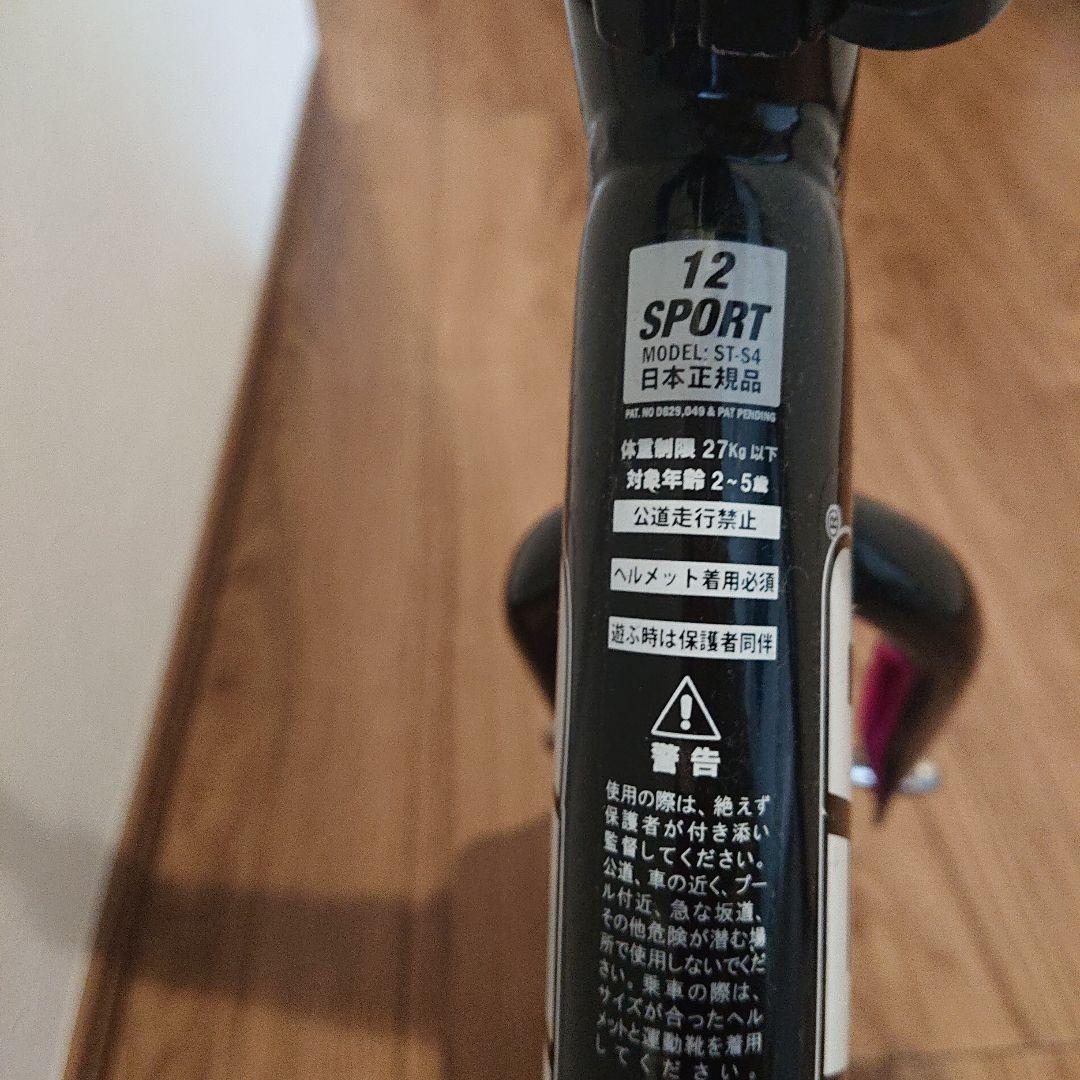 12
SPORT
MODEL: ST-S4
日本正規品
PAT. NO D629,049 & PAT PENDING
体重制限 27Kg 以下
対象年齢 2~5歳
公道走行禁止
ヘルメット着用必須
遊ぶ時は保護者同伴
警告
使用の際は、絶えず
保護者が付き添い
監督してください。
公道、車の近く、プー
ル付近、急な坂道、
その他危険が潜む場
所で使用しないでくだ
さい。乗車の際は、
サイズが合ったヘル
メットと運動靴を着用
してください。